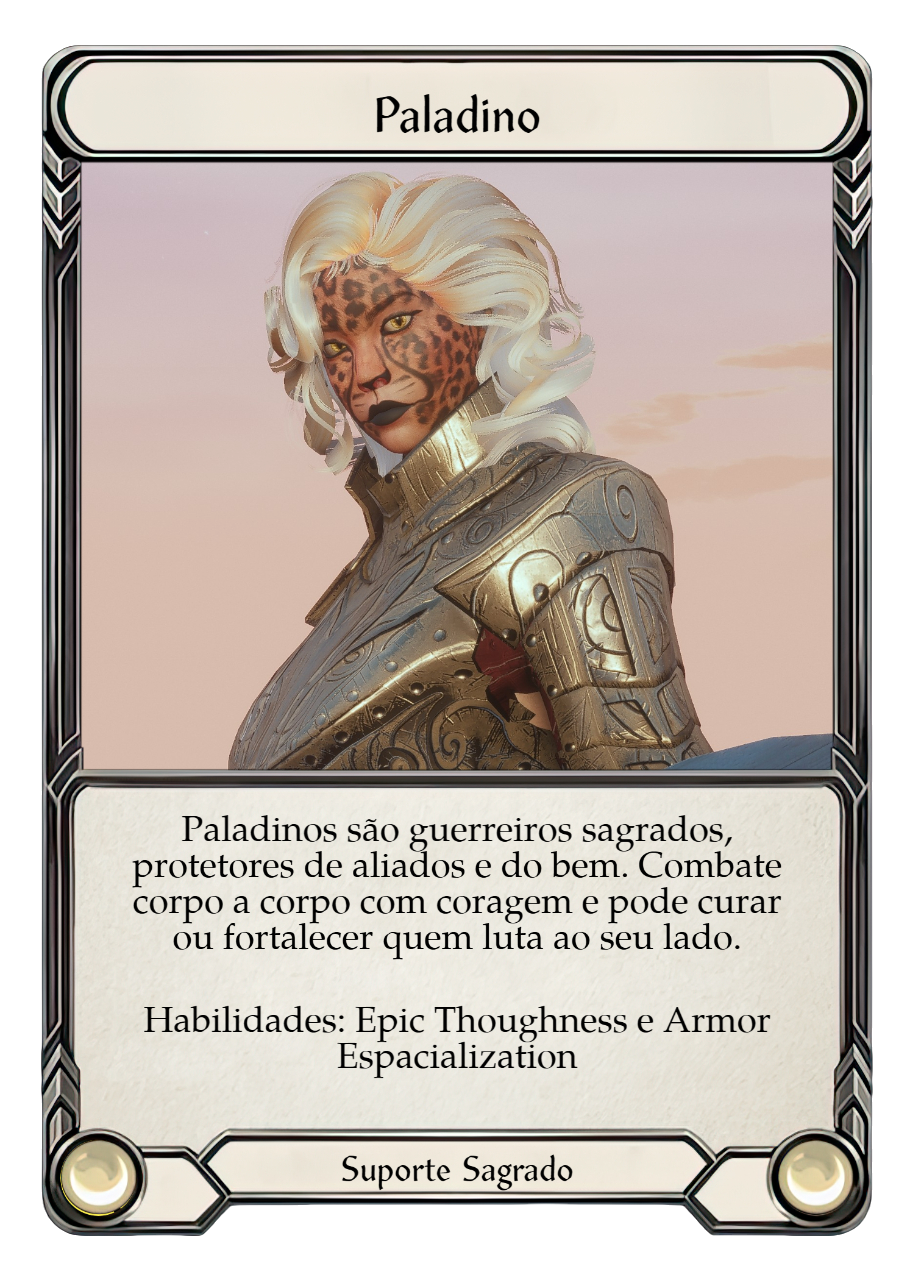 Paladino
Paladinos são guerreiros sagrados,
protetores de aliados e do bem. Combate
corpo a corpo com coragem e pode curar
ou fortalecer quem luta ao seu lado.
Habilidades: Epic Thoughness e Armor
Espacialization
Suporte Sagrado